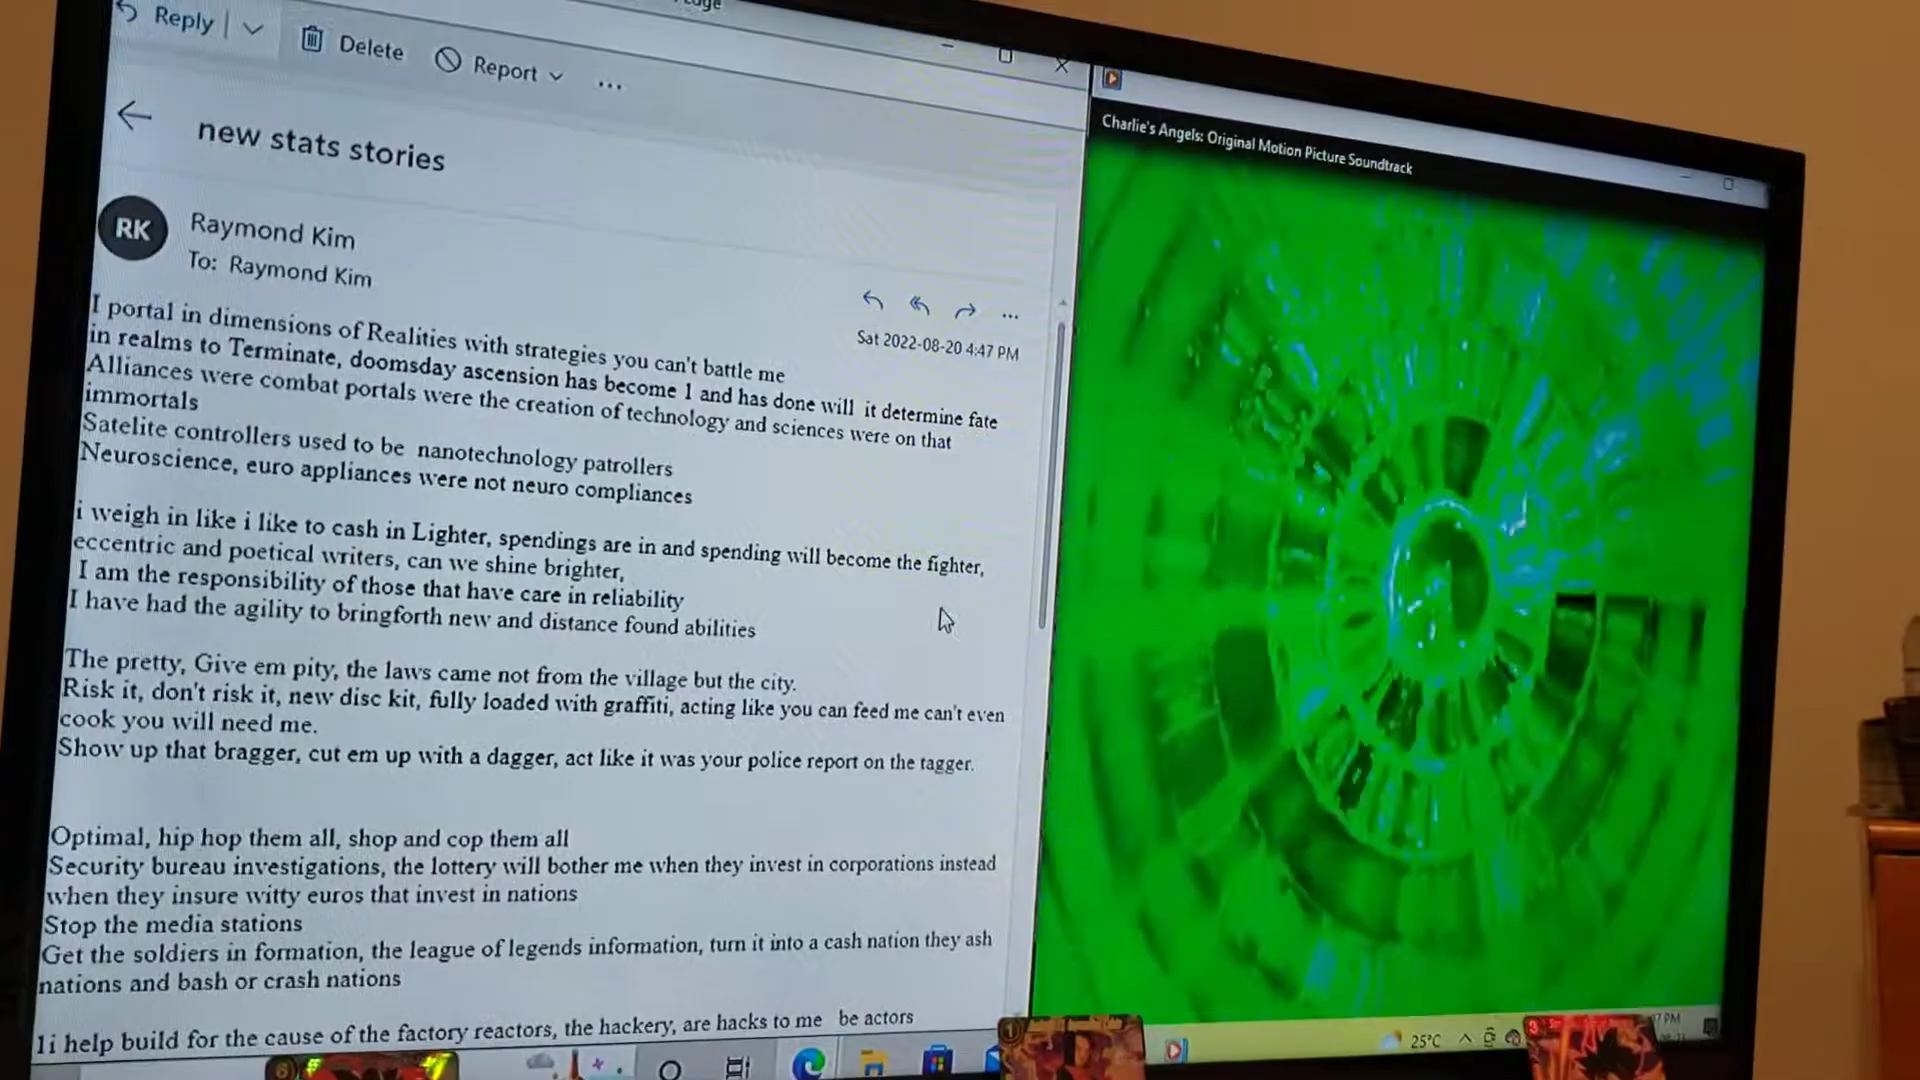 Reply
Delete
Report
...
new stats stories
RK
Raymond Kim
To: Raymond Kim
Sat 2022-08-20 4:47 PM
I portal in dimensions of Realities with strategies you can't battle me
in realms to Terminate, doomsday ascension has become 1 and has done will it determine fate
Alliances were combat portals were the creation of technology and sciences were on that
immortals
Satelite controllers used to be nanotechnology patrollers
Neuroscience, euro appliances were not neuro compliances
i weigh in like i like to cash in Lighter, spendings are in and spending will become the fighter,
eccentric and poetical writers, can we shine brighter,
I am the responsibility of those that have care in reliability
I have had the agility to bringforth new and distance found abilities
The pretty, Give em pity, the laws came not from the village but the city.
Risk it, don't risk it, new disc kit, fully loaded with graffiti, acting like you can feed me can't even
cook you will need me.
Show up that bragger, cut em up with a dagger, act like it was your police report on the tagger.
Optimal, hip hop them all, shop and cop them all
Security bureau investigations, the lottery will bother me when they invest in corporations instead
when they insure witty euros that invest in nations
Stop the media stations
Get the soldiers in formation, the league of legends information, turn it into a cash nation they ash
nations and bash or crash nations
1i help build for the cause of the factory reactors, the hackery, are hacks to me be actors
Charlie's Angels: Original Motion Picture Soundtrack
25°C
PM